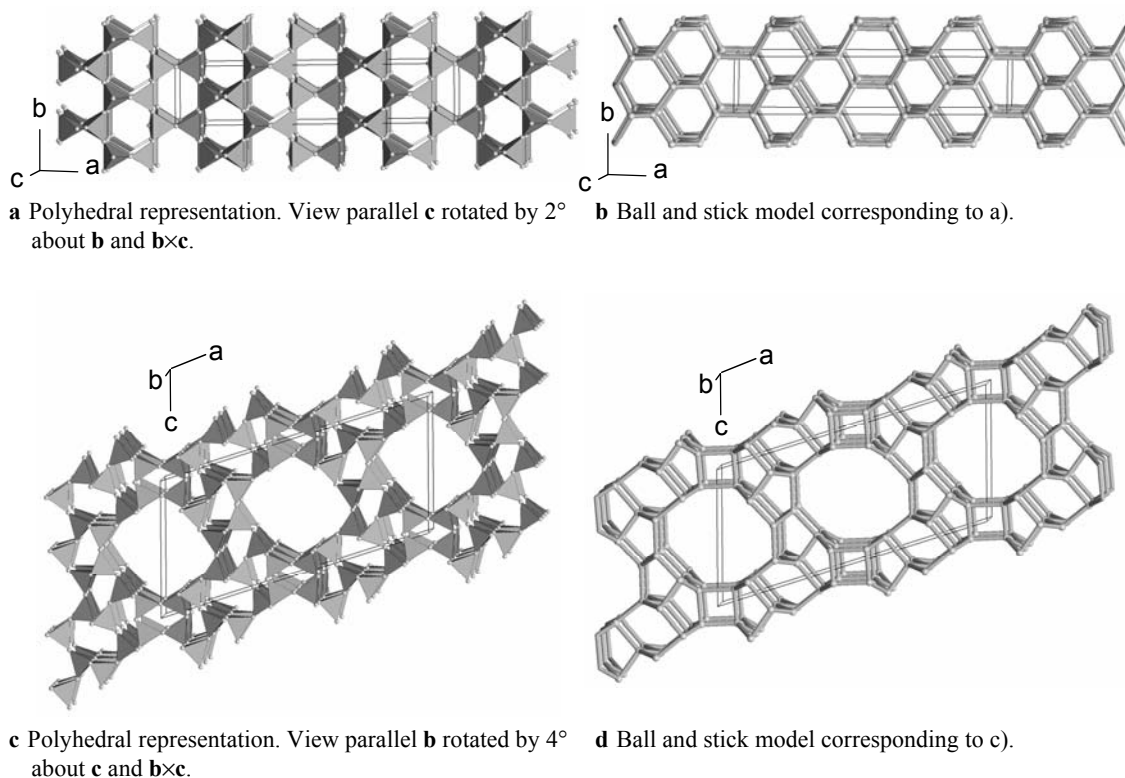 b
c
a
b
c
a
a Polyhedral representation. View parallel c rotated by 2°
about b and b×c.
b Ball and stick model corresponding to a).
a
b
c
a
b
c
c Polyhedral representation. View parallel b rotated by 4°
about c and b×c.
d Ball and stick model corresponding to c).